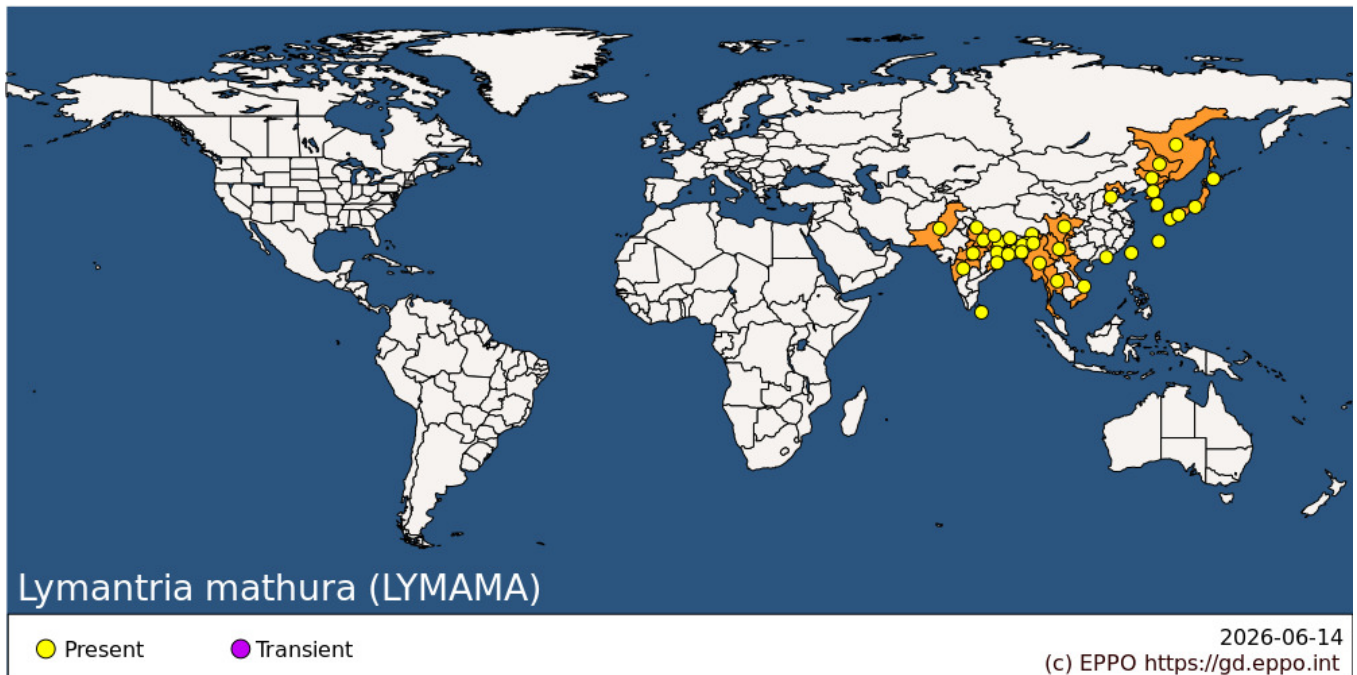 Lymantria mathura (LYMAMA)
Present
Transient
2026-06-14
(c) EPPO https://gd.eppo.int